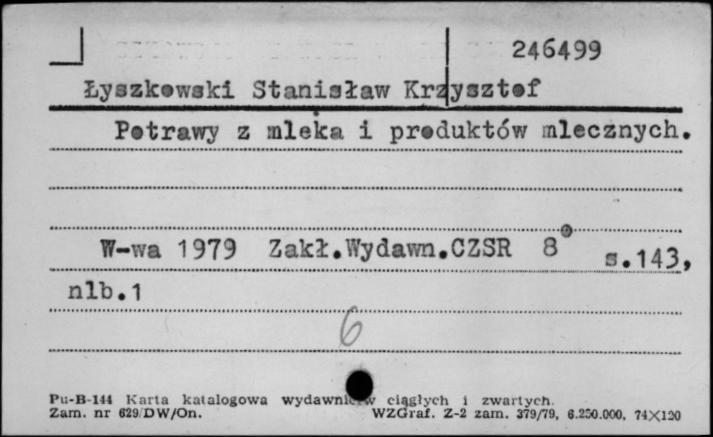 246499
Łyszkowski Stanisław Krzysztof
Potrawy z mleka i produktów mlecznych.
W-wa 1979 Zakł.Wydawn.CZSR 8° s.143,
nlb.1
6
Pu-B-144 Karta katalogowa wydawnictw ciągłych i zwartych.
Zam. nr 629/DW/On. WZGraf. Z-2 zam. 379/79, 6.250.000, 74×120